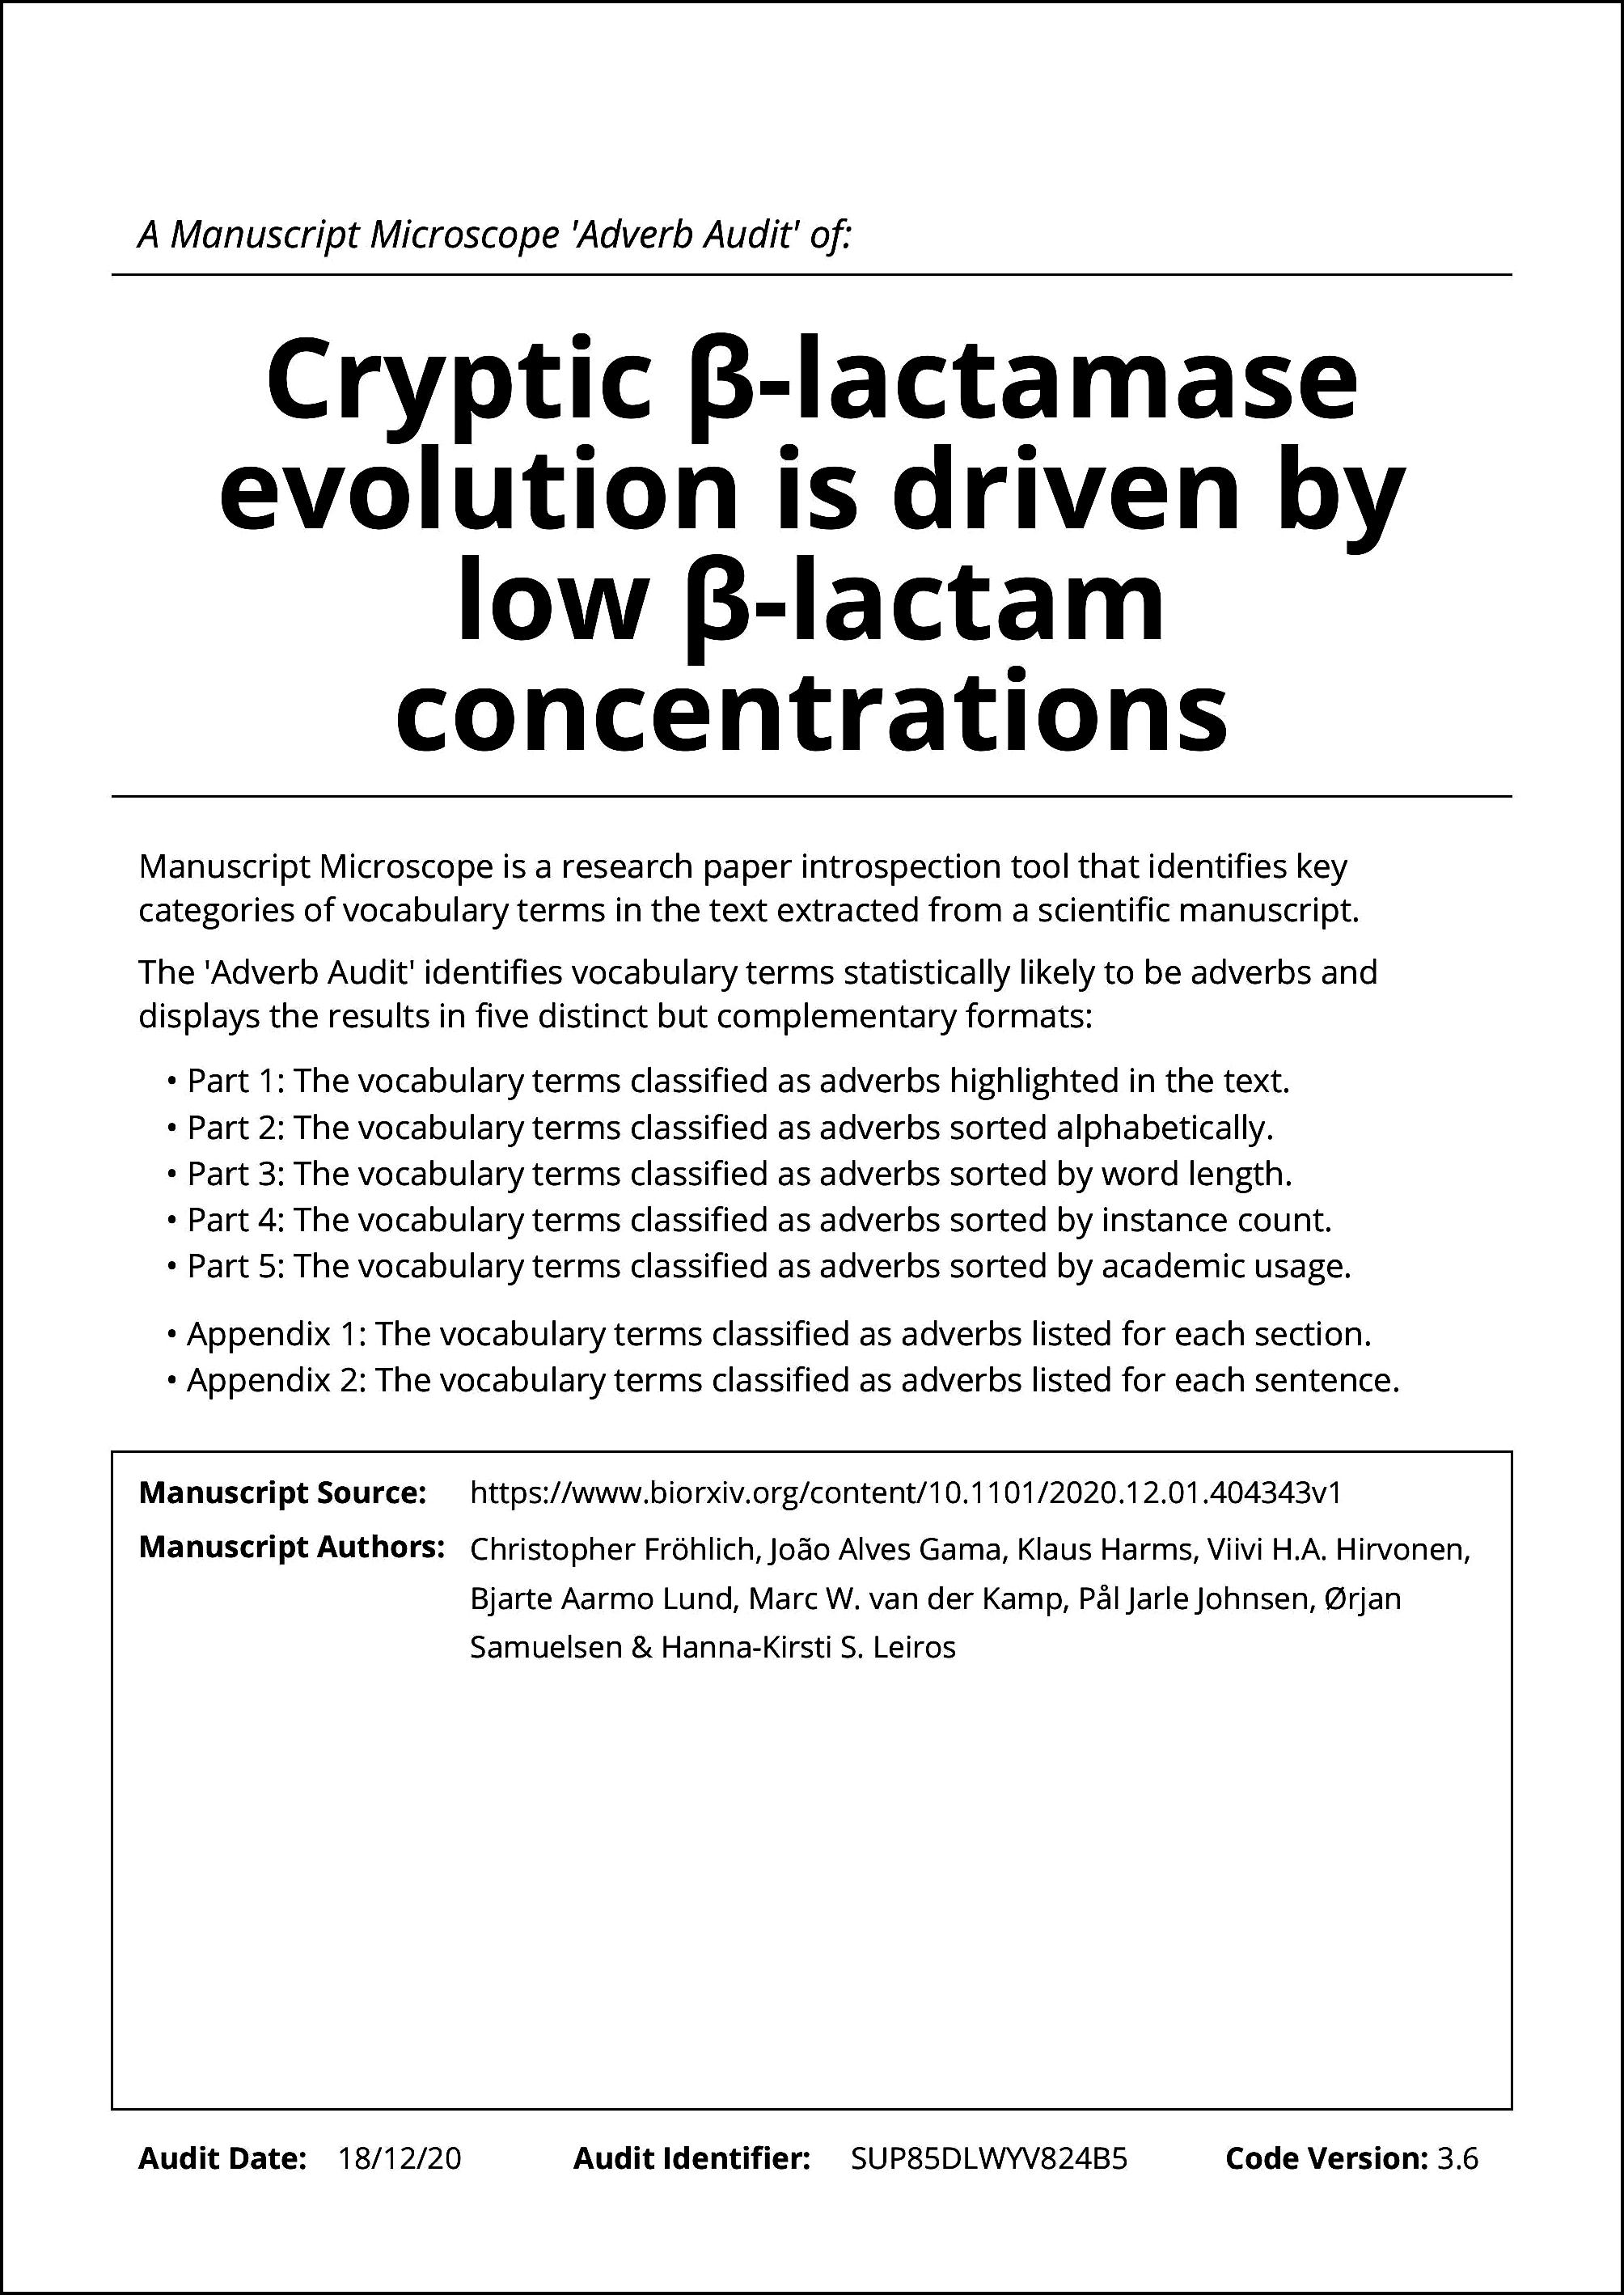 A Manuscript Microscope 'Adverb Audit' of:
Cryptic β-lactamase
evolution is driven by
low β-lactam
concentrations
Manuscript Microscope is a research paper introspection tool that identifies key
categories of vocabulary terms in the text extracted from a scientific manuscript.
The 'Adverb Audit' identifies vocabulary terms statistically likely to be adverbs and
displays the results in five distinct but complementary formats:
• Part 1: The vocabulary terms classified as adverbs highlighted in the text.
• Part 2: The vocabulary terms classified as adverbs sorted alphabetically.
• Part 3: The vocabulary terms classified as adverbs sorted by word length.
• Part 4: The vocabulary terms classified as adverbs sorted by instance count.
• Part 5: The vocabulary terms classified as adverbs sorted by academic usage.
• Appendix 1: The vocabulary terms classified as adverbs listed for each section.
• Appendix 2: The vocabulary terms classified as adverbs listed for each sentence.
Manuscript Source: https://www.biorxiv.org/content/10.1101/2020.12.01.404343v1
Manuscript Authors: Christopher Fröhlich, João Alves Gama, Klaus Harms, Viivi H.A. Hirvonen,
Bjarte Aarmo Lund, Marc W. van der Kamp, Pål Jarle Johnsen, Ørjan
Samuelsen & Hanna-Kirsti S. Leiros
Audit Date: 18/12/20 Audit Identifier: SUP85DLWYV824B5 Code Version: 3.6